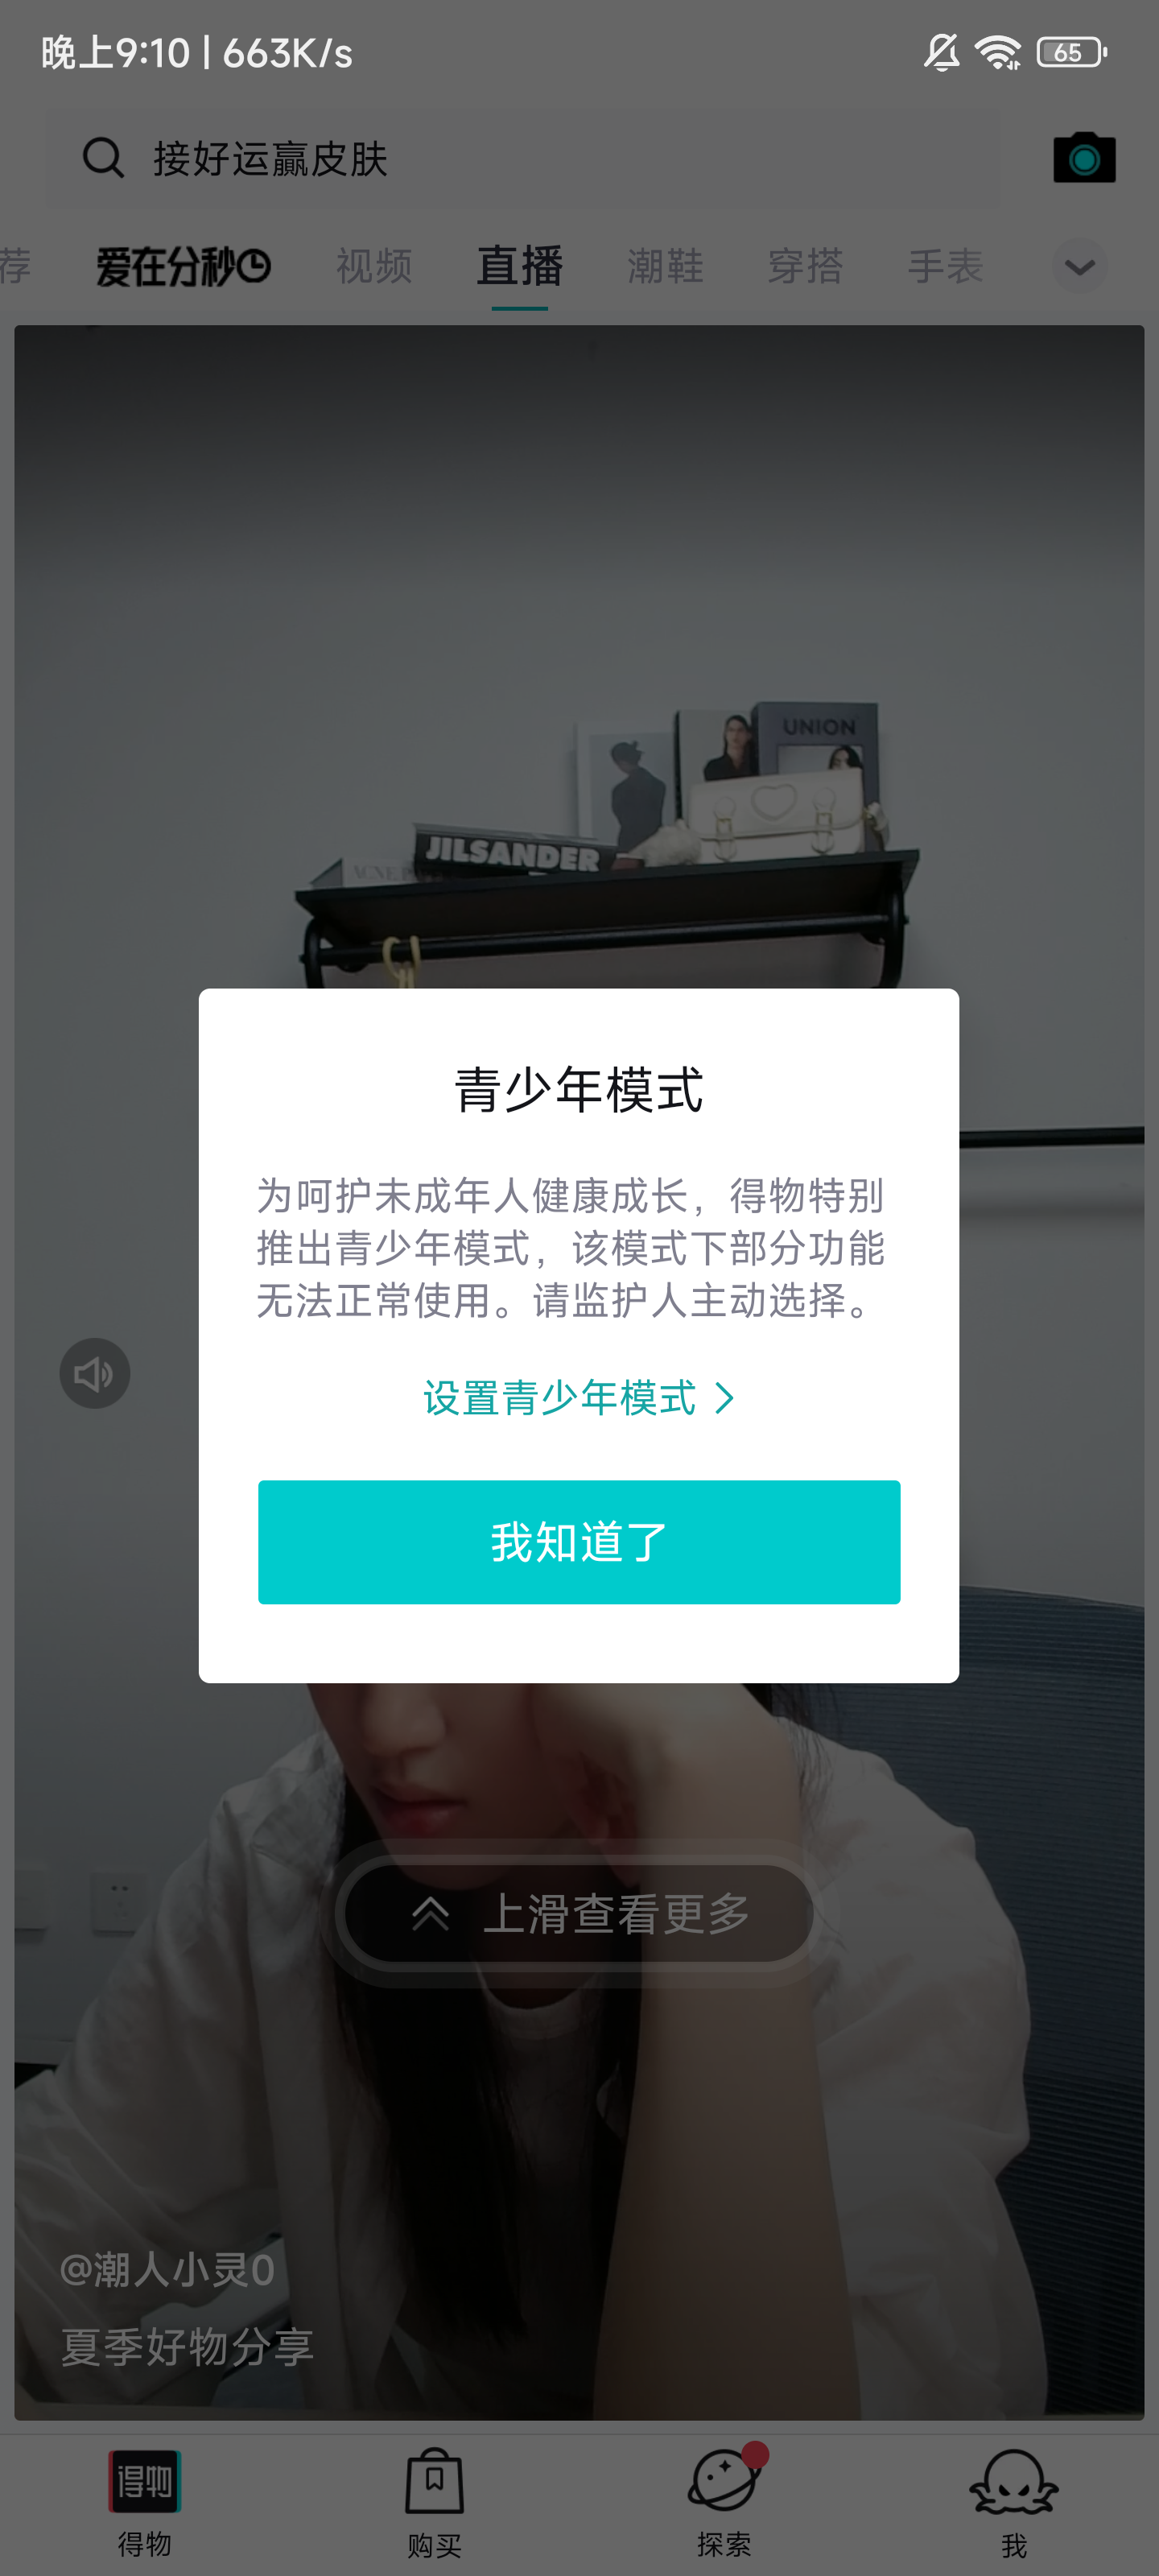 晚上9:10 | 663K/s
65
接好运赢皮肤
荐 爱在分秒 视频 直播 潮鞋 穿搭 手表
UNION
JILSANDER
ACNE
青少年模式
为呵护未成年人健康成长，得物特别
推出青少年模式，该模式下部分功能
无法正常使用。请监护人主动选择。
设置青少年模式
我知道了
上滑查看更多
@潮人小灵0
夏季好物分享
得物
得物 购买 探索 我